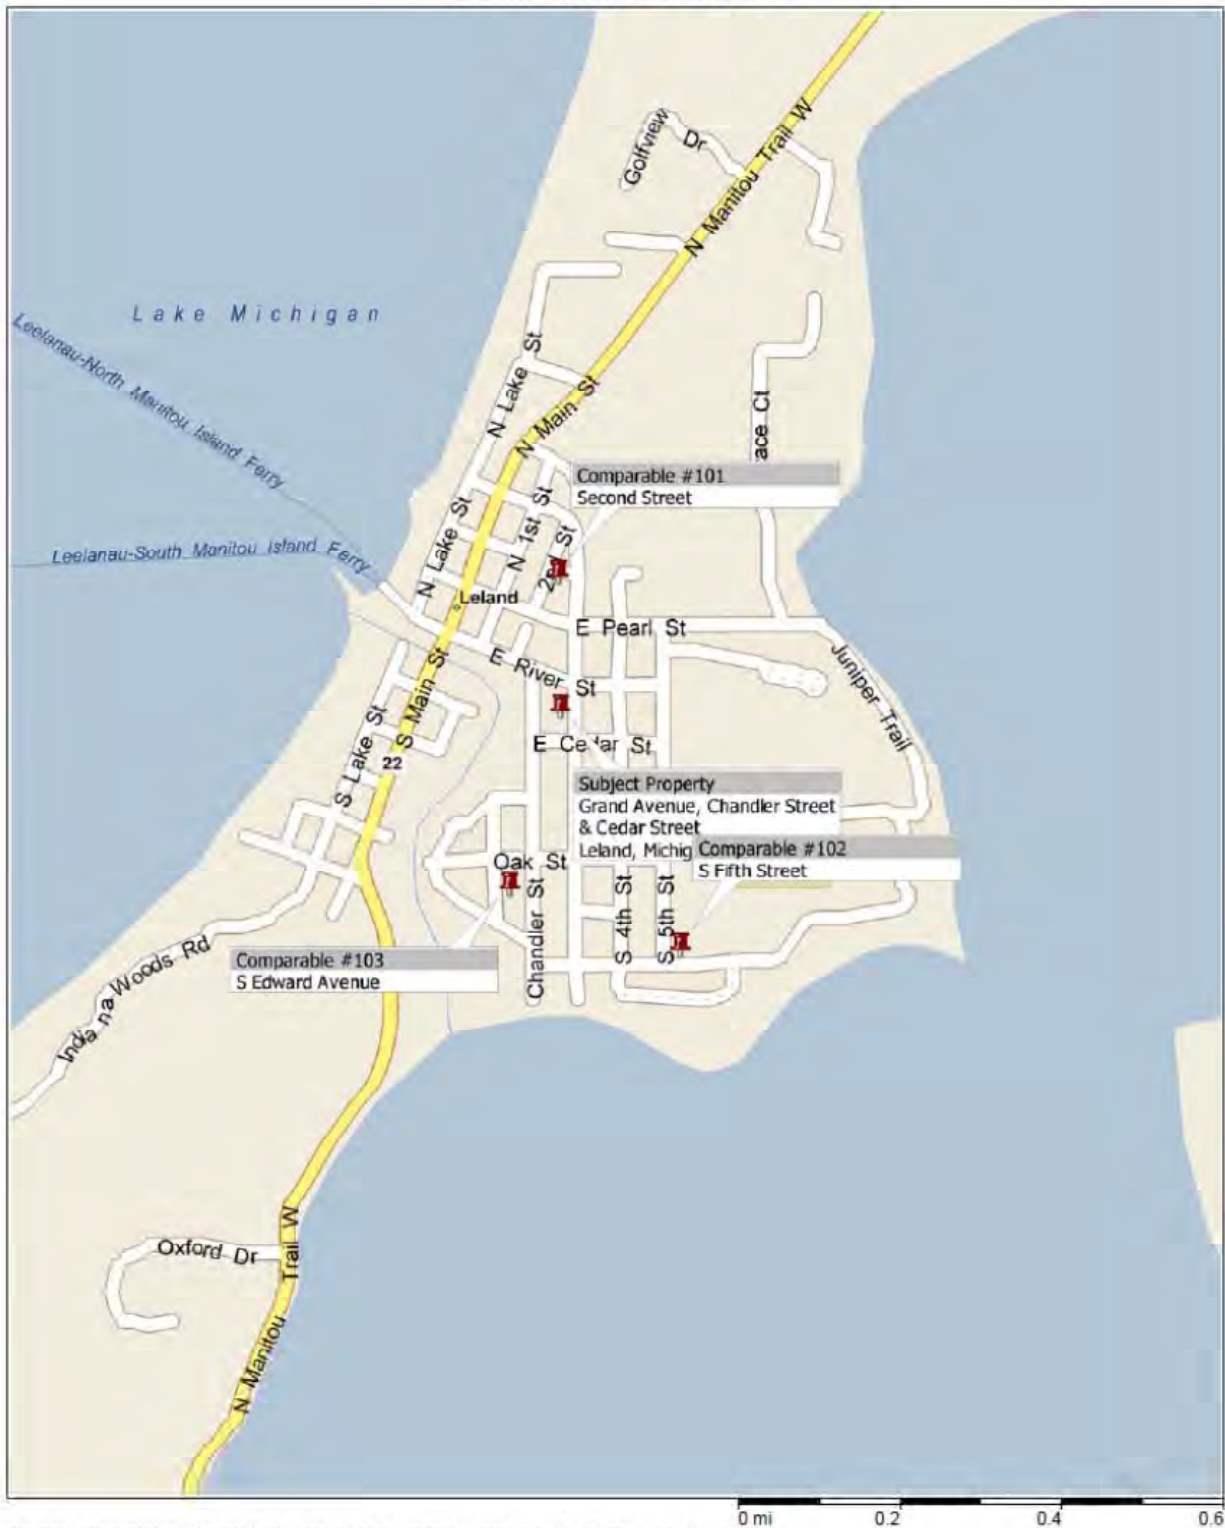 Golfview Dr
N Manitou Trail W
Lake Michigan
Leelanau-North Manitou Island Ferry
N Lake St
N Main St
ace Ct
Comparable #101
Second Street
N Lake St
N 1st St
2nd St
Leelanau-South Manitou Island Ferry
Leland
E Pearl St
E River St
Juniper Trail
S Main St
S Lake St
E Cedar St
22
Subject Property
Grand Avenue, Chandler Street
& Cedar Street
Leland, Michig
Comparable #102
S Fifth Street
Oak St
Chandler St
S 4th St
S 5th St
Comparable #103
S Edward Avenue
Indiana Woods Rd
Oxford Dr
N Manitou Trail W
0 mi 0.2 0.4 0.6